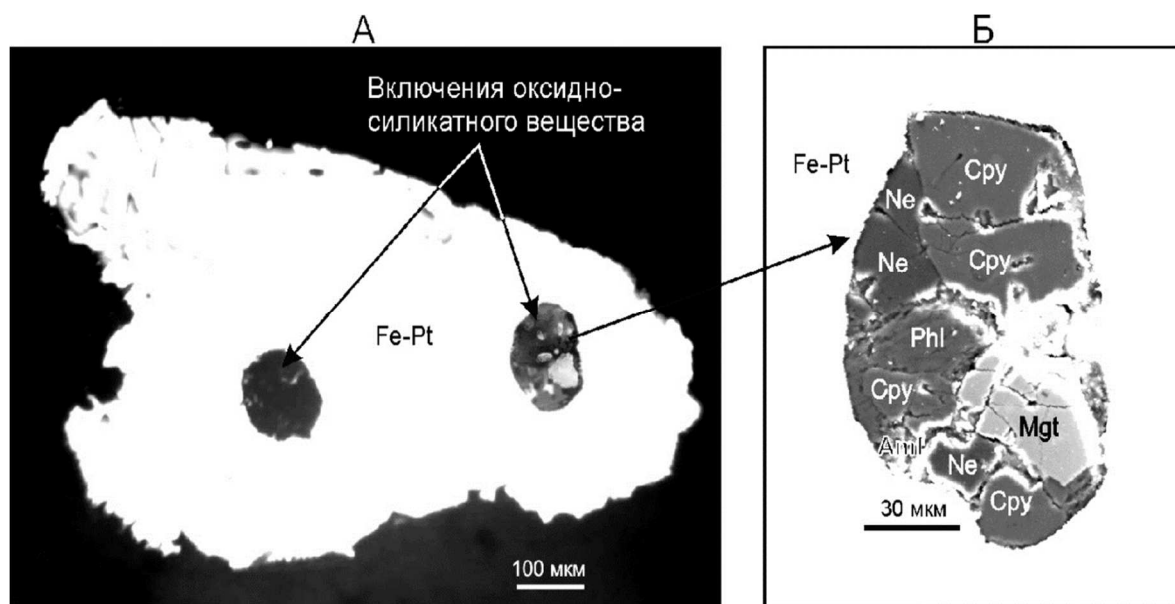 А
Б
Включения оксидно-
силикатного вещества
Fe-Pt
100 мкм
Fe-Pt
Cpy
Ne
Cpy
Ne
Phl
Cpy
Mgt
Ne
Cpy
30 мкм